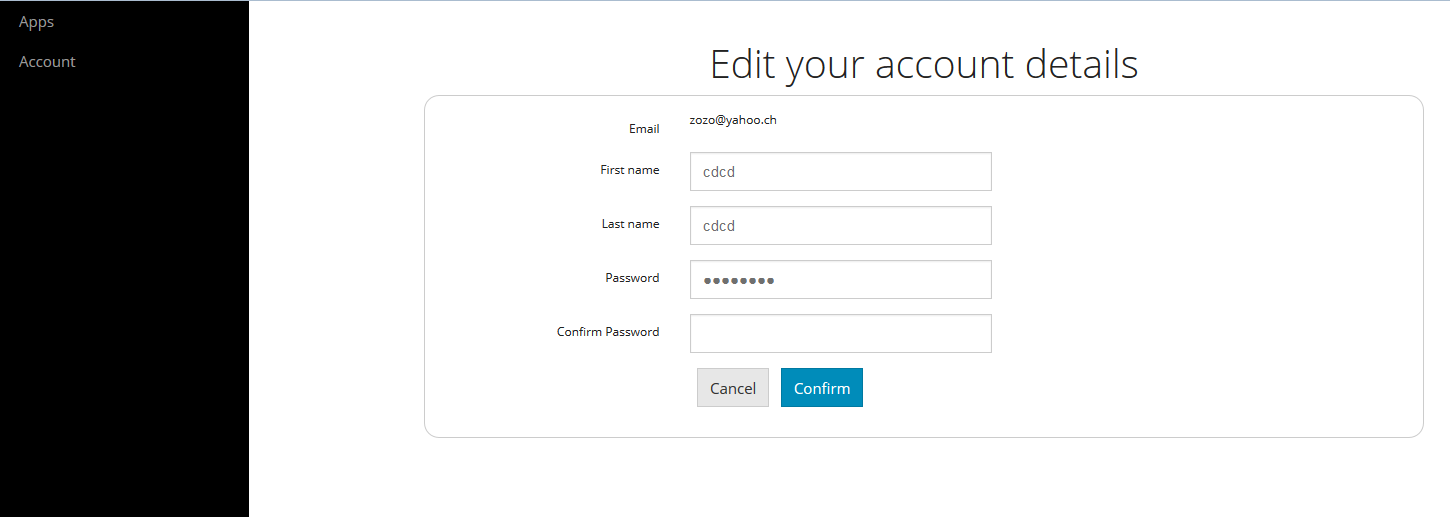 Apps
Account
Edit your account details
Email zozo@yahoo.ch
First name cdcd
Last name cdcd
Password ••••••••
Confirm Password
Cancel Confirm